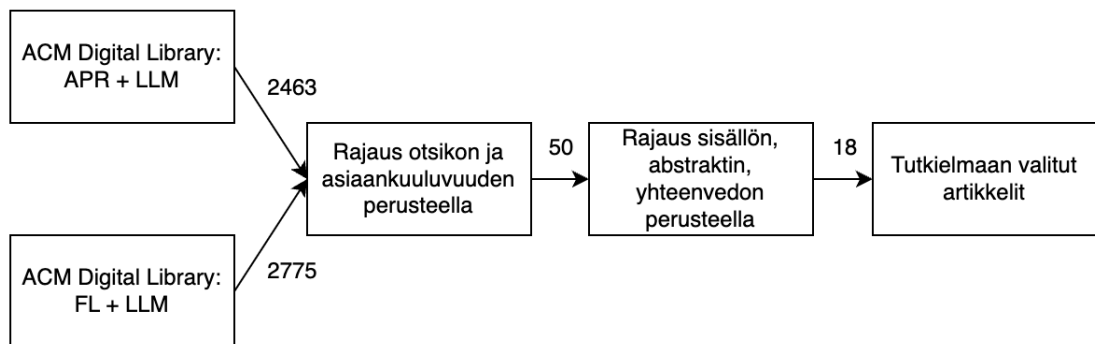 ACM Digital Library:
APR + LLM
2463
ACM Digital Library:
FL + LLM
2775
Rajaus otsikon ja
asiaankuuluvuuden
perusteella
50
Rajaus sisällön,
abstraktin,
yhteenvedon
perusteella
18
Tutkielmaan valitut
artikkelit